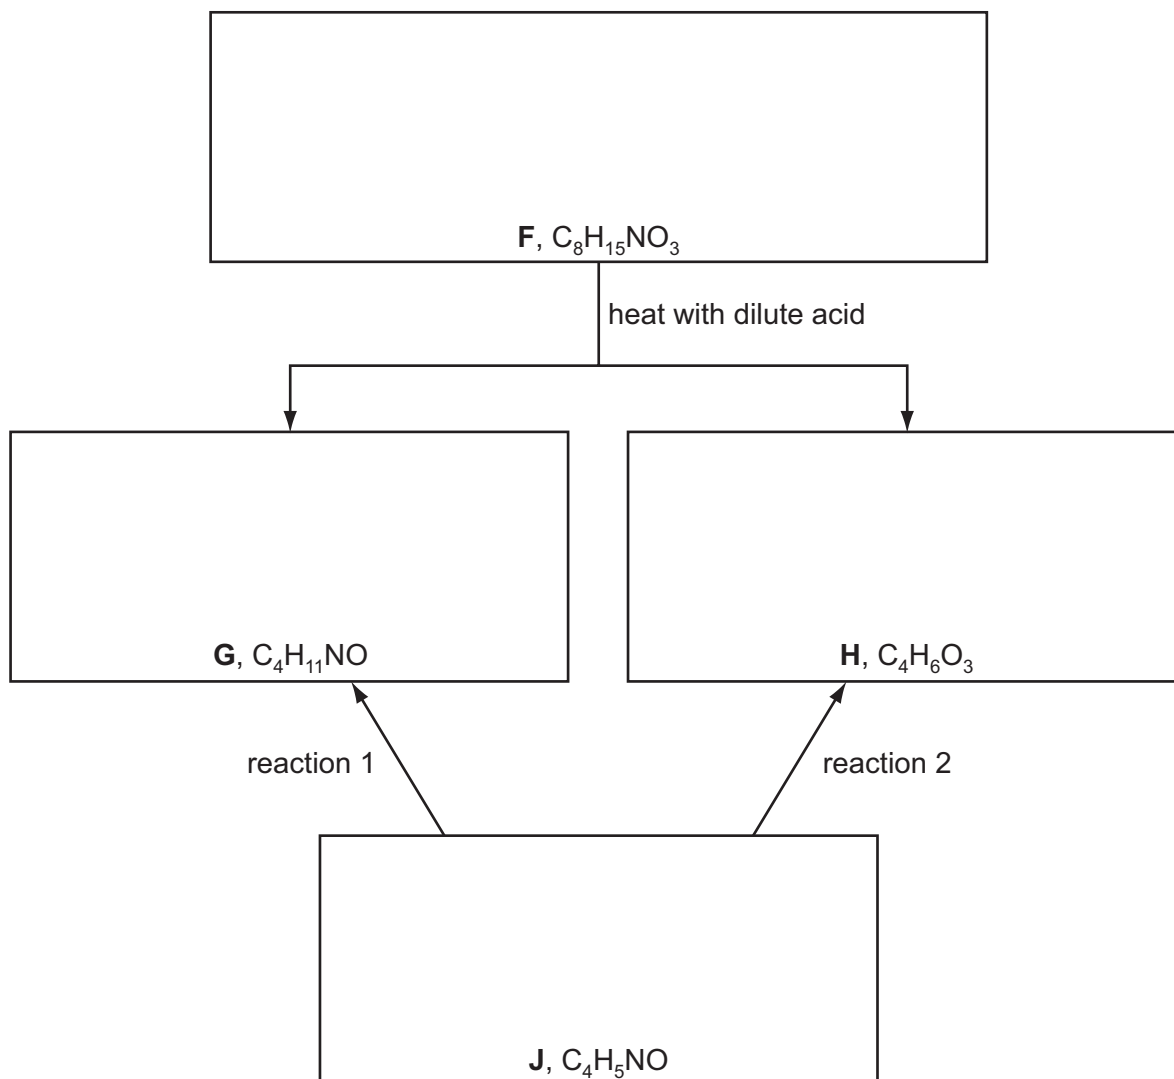 F, C₈H₁₅NO₃
heat with dilute acid
G, C₄H₁₁NO
H, C₄H₆O₃
reaction 1
reaction 2
J, C₄H₅NO